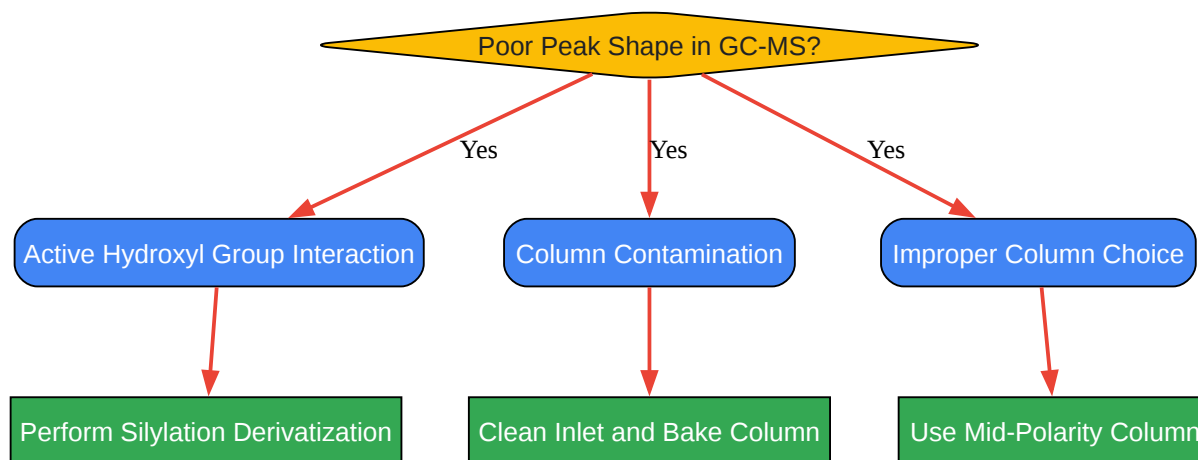 Poor Peak Shape in GC-MS?
Yes
Yes
Yes
Active Hydroxyl Group Interaction
Column Contamination
Improper Column Choice
Perform Silylation Derivatization
Clean Inlet and Bake Column
Use Mid-Polarity Column